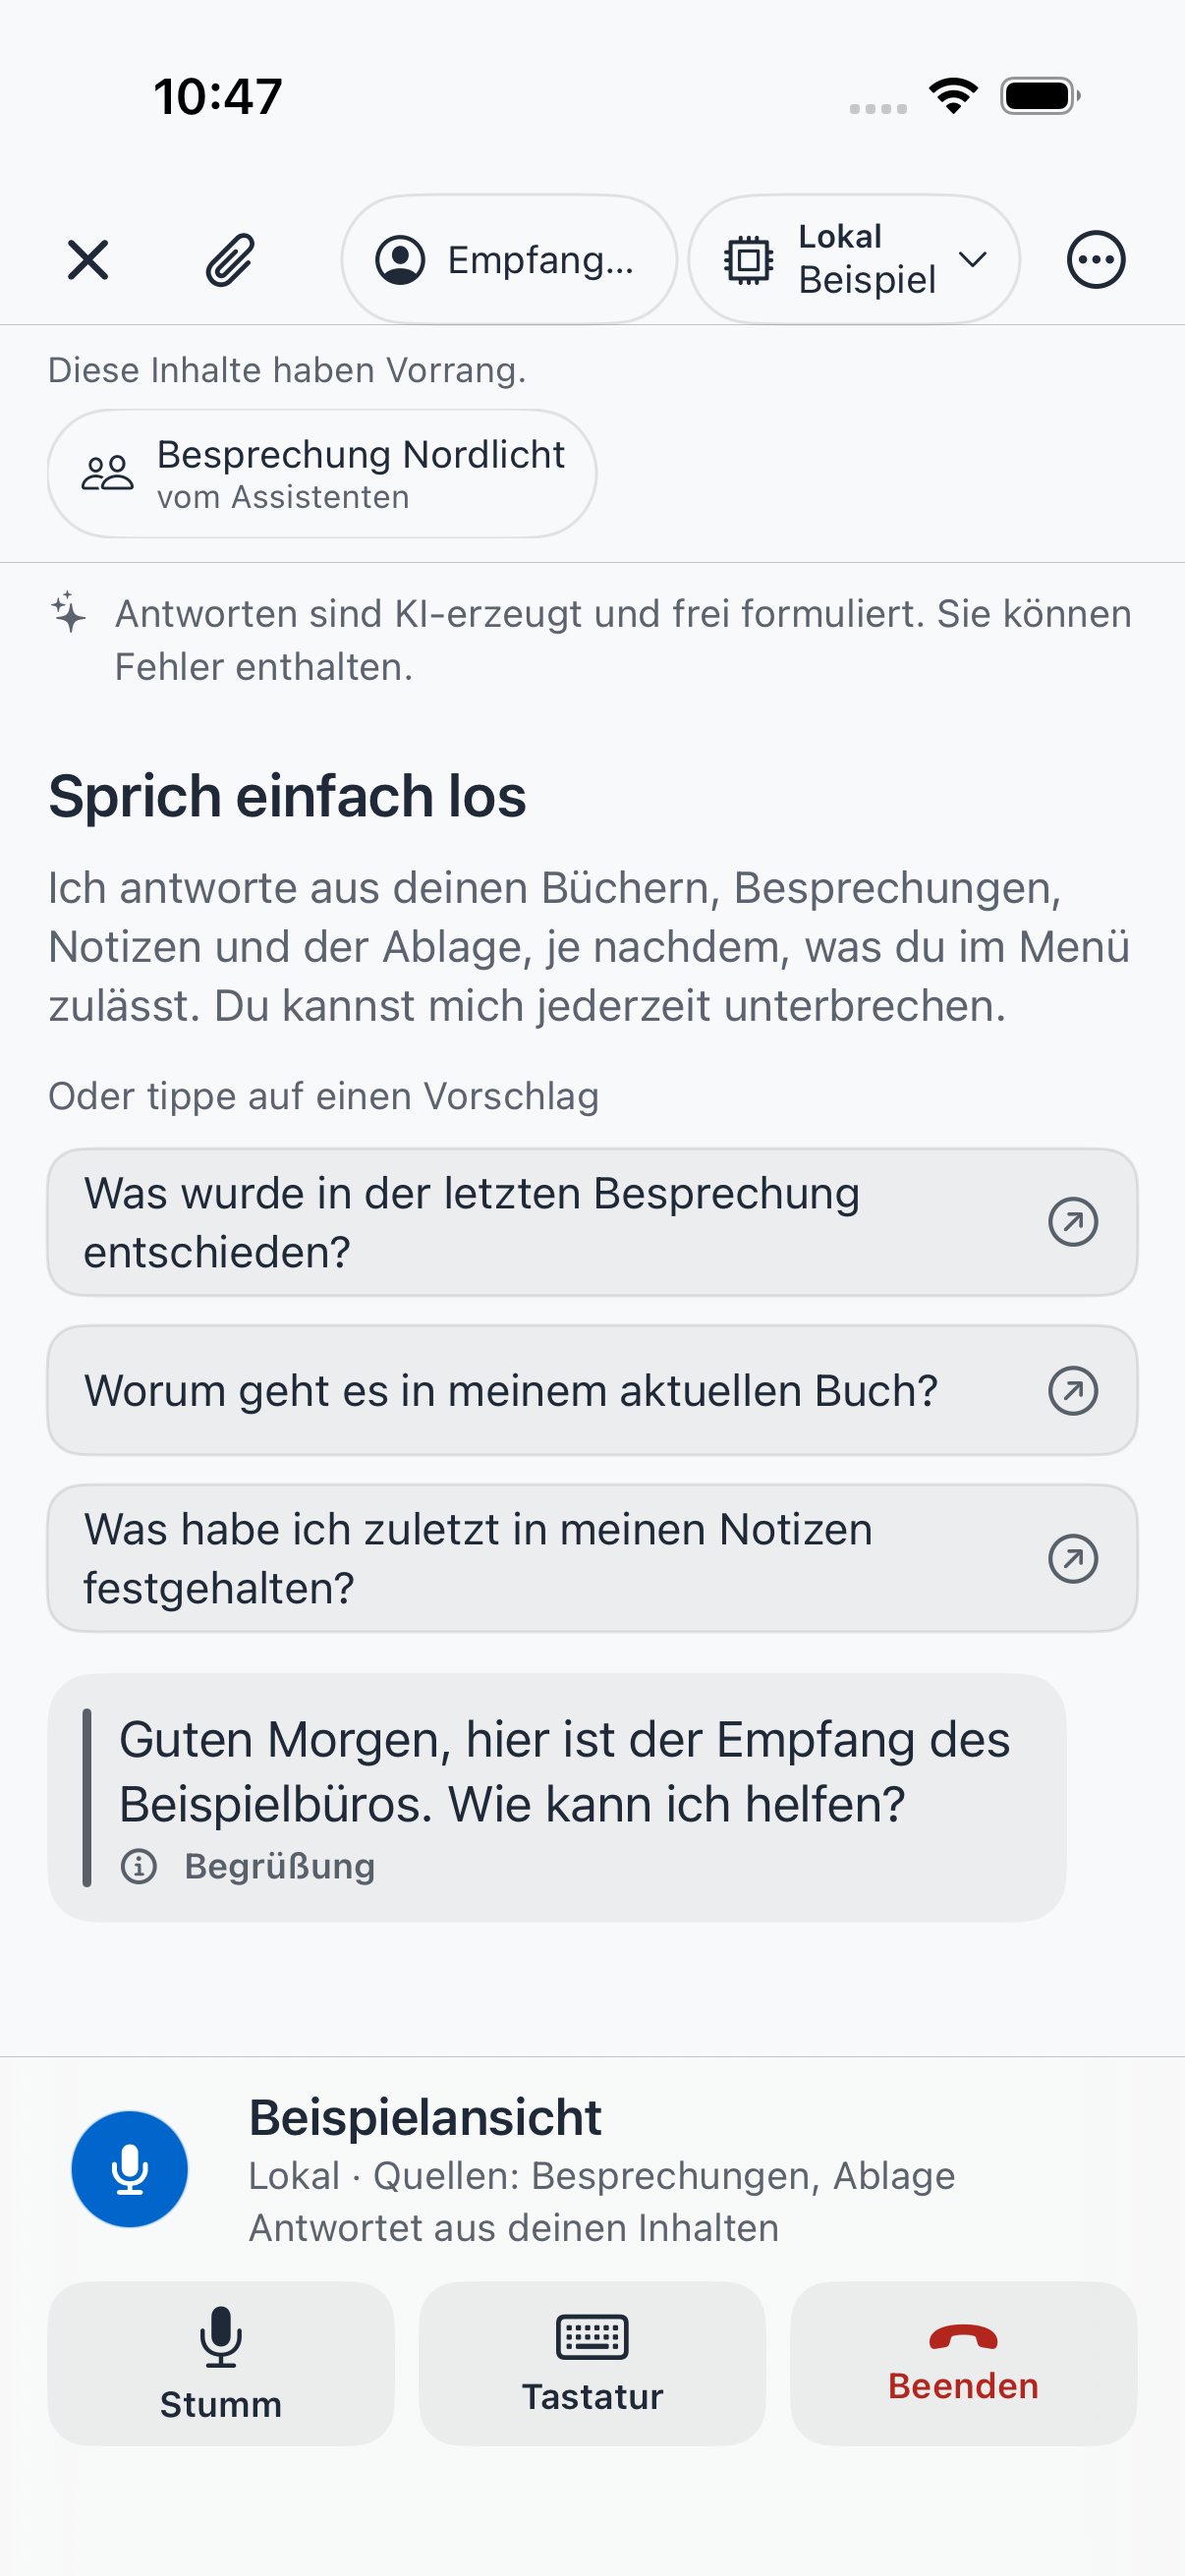 10:47
Empfang...
Lokal
Beispiel
Diese Inhalte haben Vorrang.
Besprechung Nordlicht
vom Assistenten
Antworten sind KI-erzeugt und frei formuliert. Sie können
Fehler enthalten.
Sprich einfach los
Ich antworte aus deinen Büchern, Besprechungen,
Notizen und der Ablage, je nachdem, was du im Menü
zulässt. Du kannst mich jederzeit unterbrechen.
Oder tippe auf einen Vorschlag
Was wurde in der letzten Besprechung
entschieden?
Worum geht es in meinem aktuellen Buch?
Was habe ich zuletzt in meinen Notizen
festgehalten?
Guten Morgen, hier ist der Empfang des
Beispielbüros. Wie kann ich helfen?
Begrüßung
Beispielansicht
Lokal · Quellen: Besprechungen, Ablage
Antwortet aus deinen Inhalten
Stumm
Tastatur
Beenden